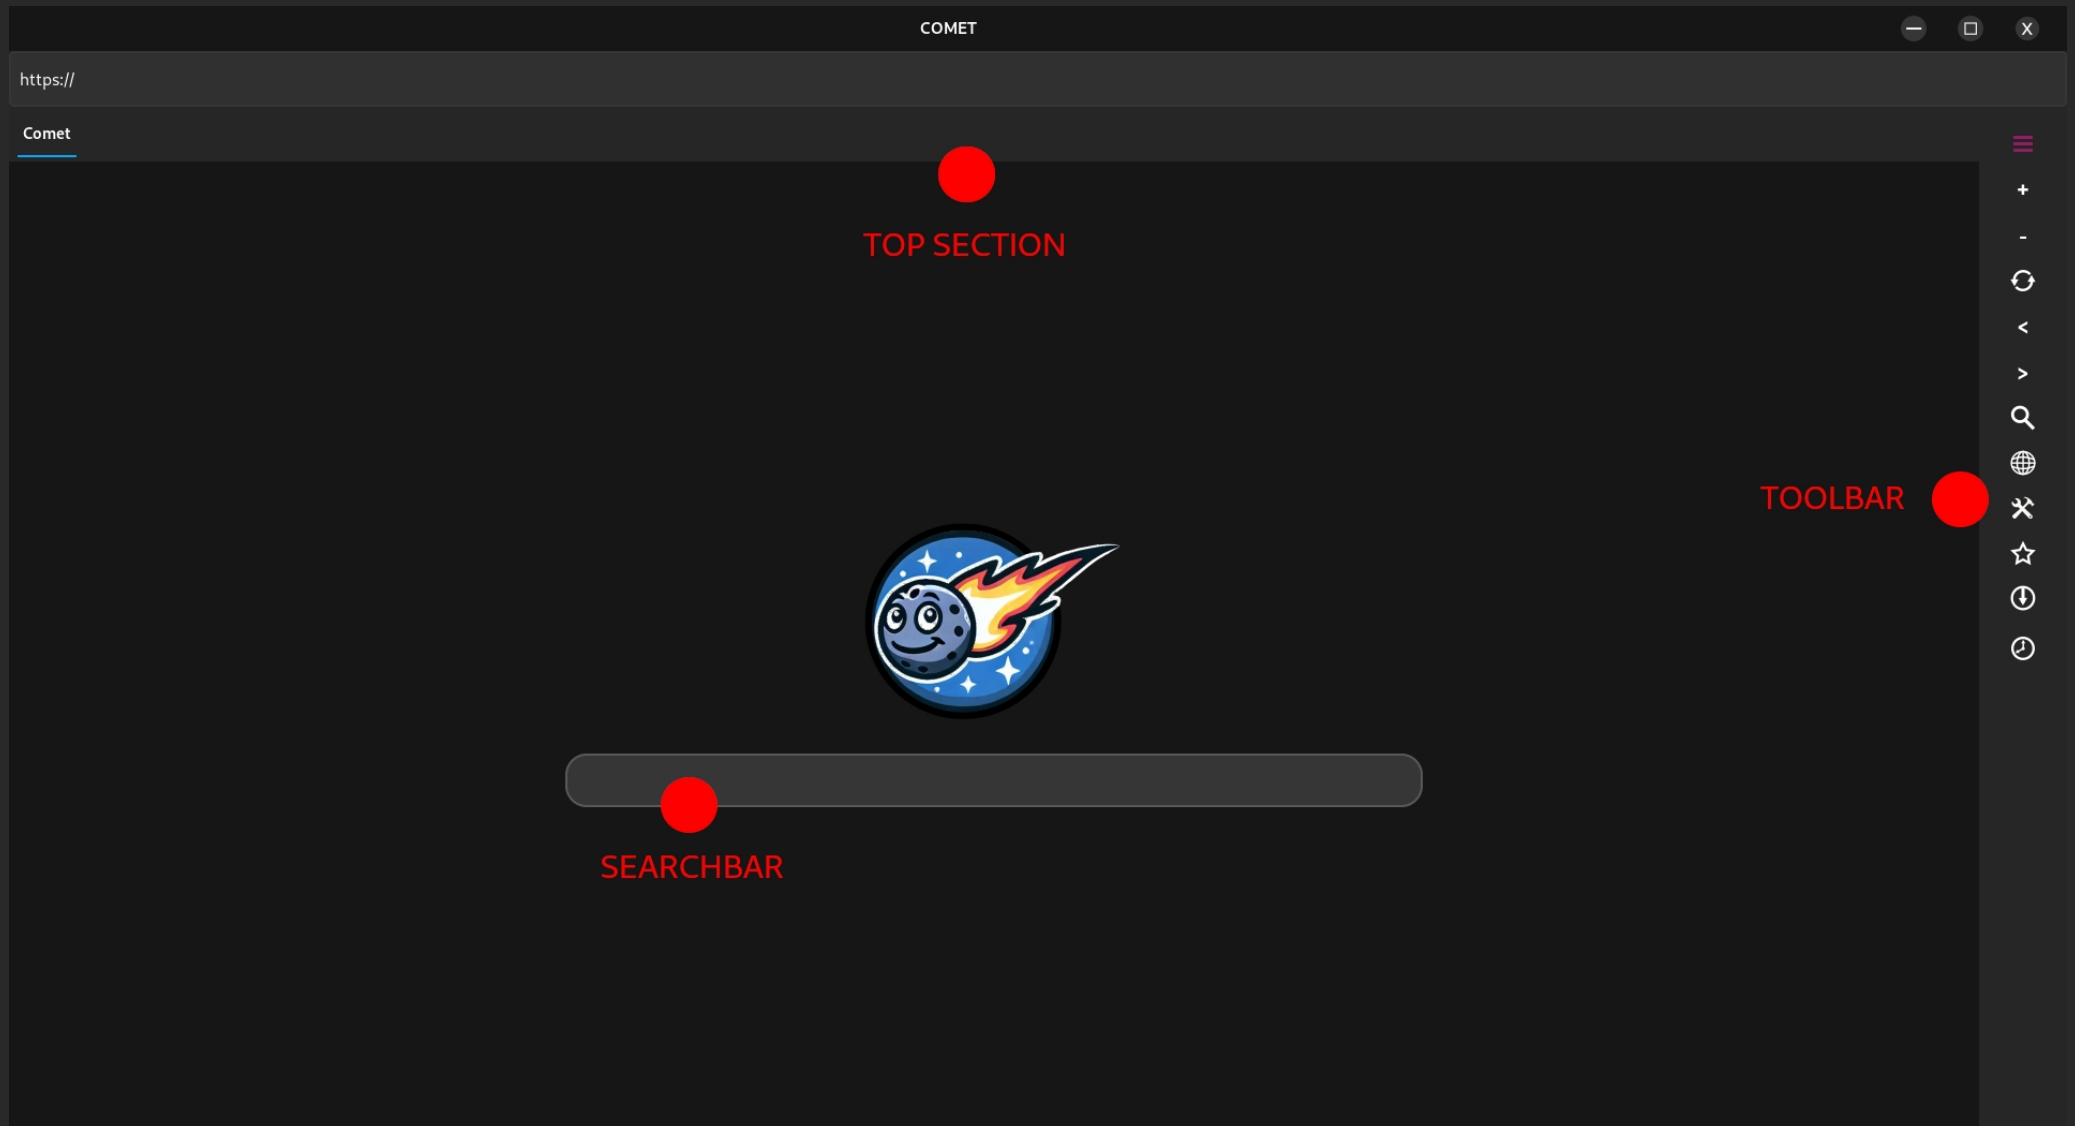 COMET
X
https://
Comet
+
-
<
>
TOP SECTION
TOOLBAR
SEARCHBAR